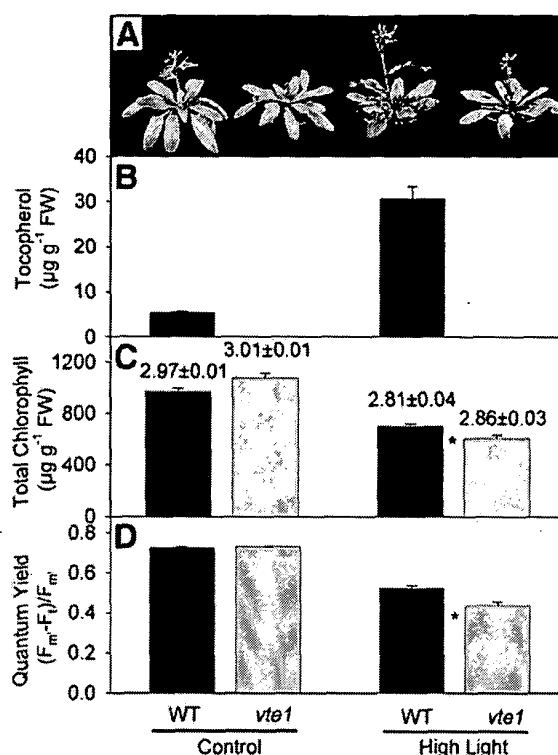 A
B
40
30
20
10
0
Tocopherol
(µg g⁻¹ FW)
C
1200
800
400
0
Total Chlorophyll
(µg g⁻¹ FW)
2.97±0.01
3.01±0.01
2.81±0.04
2.86±0.03
*
D
0.8
0.6
0.4
0.2
0.0
Quantum Yield
(Fm'-Ft)/Fm'
*
WT vte1 WT vte1
Control High Light